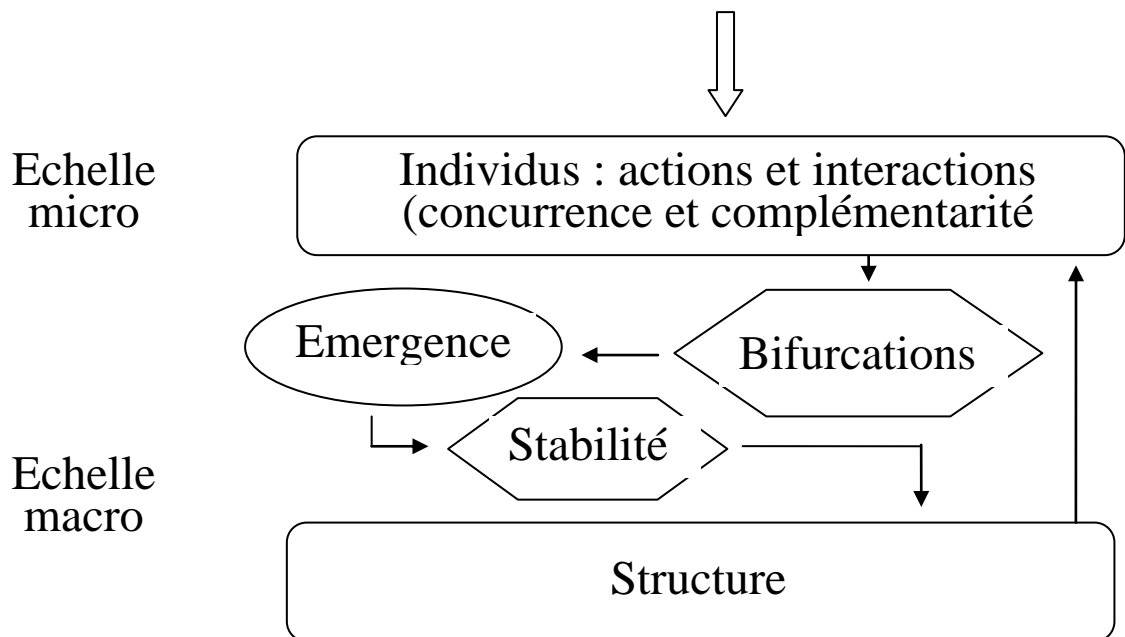 Echelle
micro
Individus : actions et interactions
(concurrence et complémentarité
Emergence
Bifurcations
Stabilité
Echelle
macro
Structure